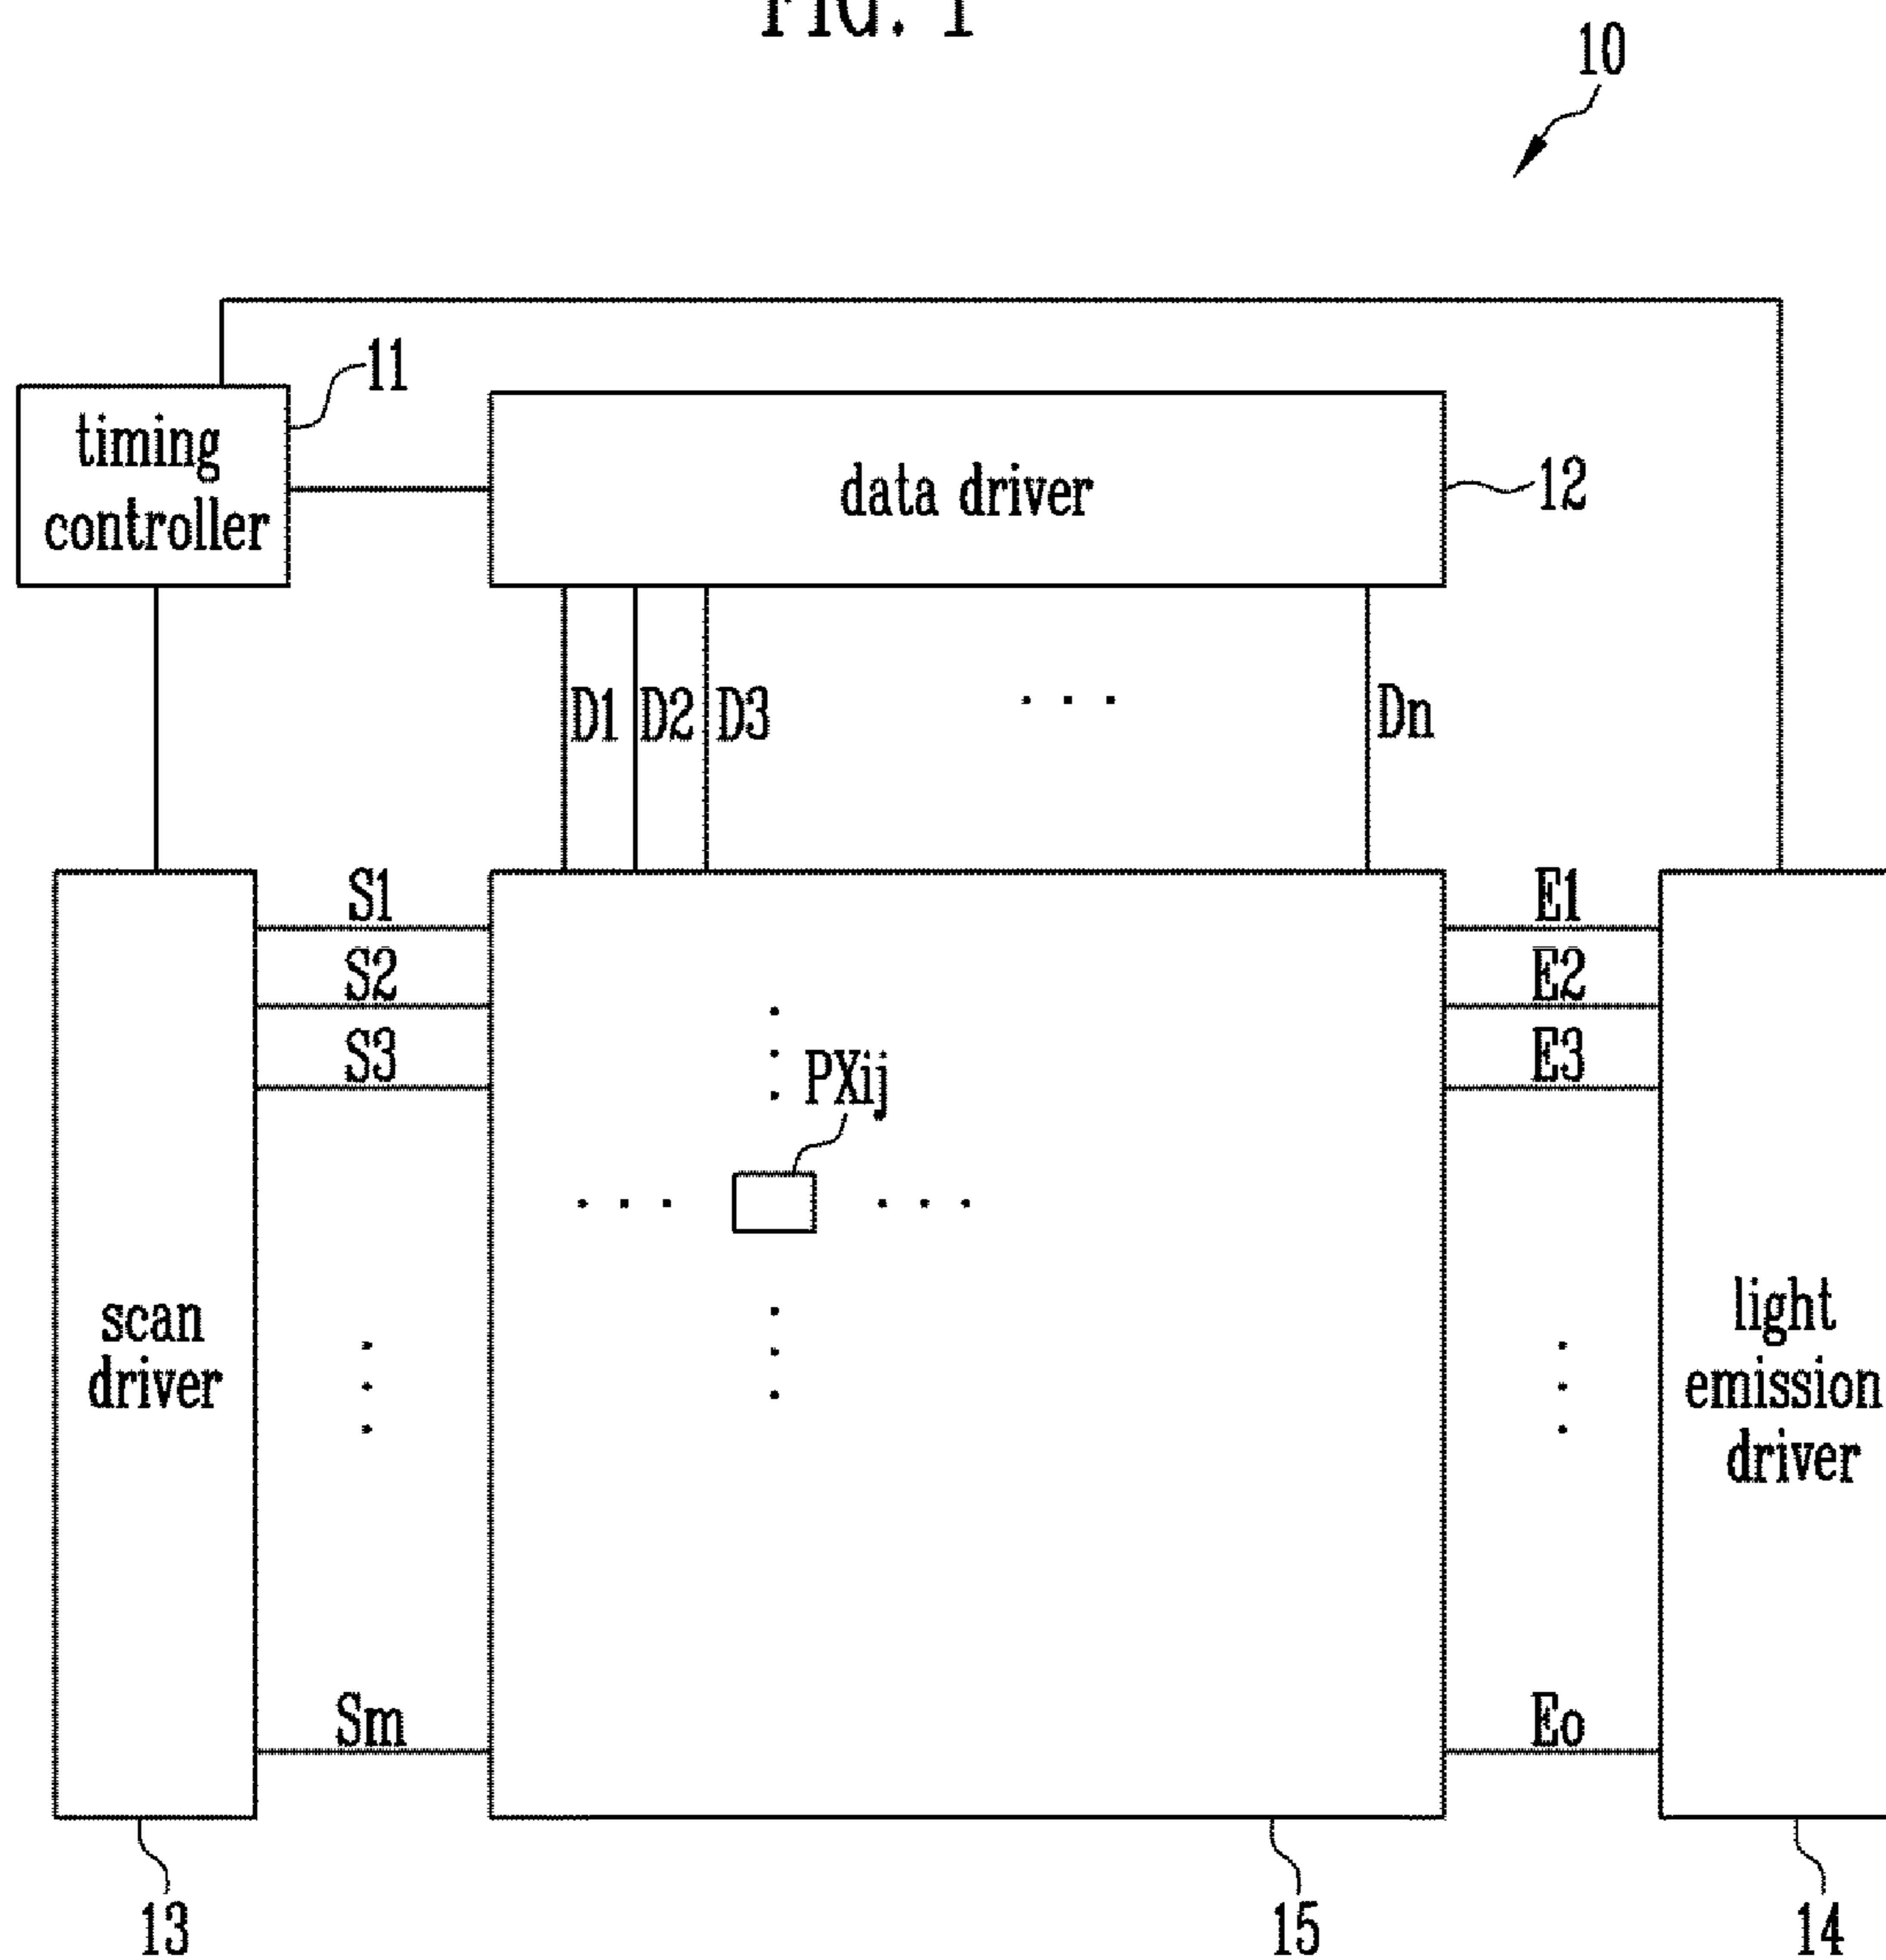 FIG. 1
10
timing
controller
11
data driver
12
D1 D2 D3 . . . Dn
S1
S2
S3
Sm
E1
E2
E3
Eo
PXij
scan
driver
light
emission
driver
13
15
14